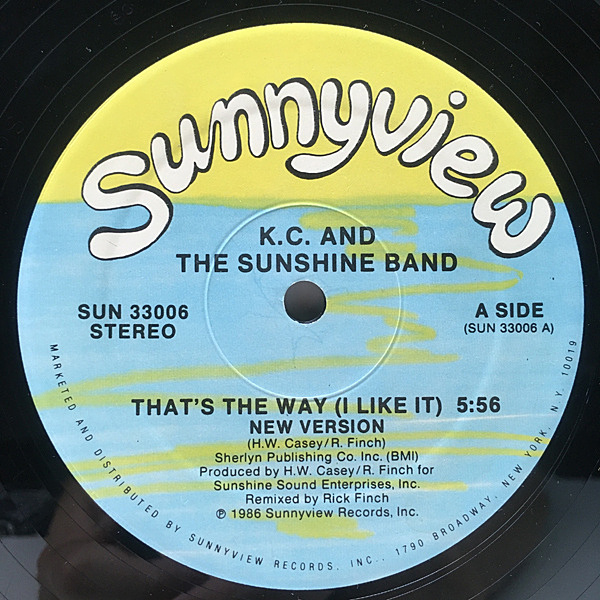 Sunnyview
K.C. AND
THE SUNSHINE BAND
SUN 33006
STEREO
A SIDE
(SUN 33006 A)
THAT'S THE WAY (I LIKE IT) 5:56
NEW VERSION
(H.W. Casey/R. Finch)
Sherlyn Publishing Co. Inc. (BMI)
Produced by H.W. Casey/R. Finch for
Sunshine Sound Enterprises, Inc.
Remixed by Rick Finch
℗ 1986 Sunnyview Records, Inc.
MARKETED AND DISTRIBUTED BY SUNNYVIEW RECORDS, INC., 1790 BROADWAY, NEW YORK, N.Y. 10019